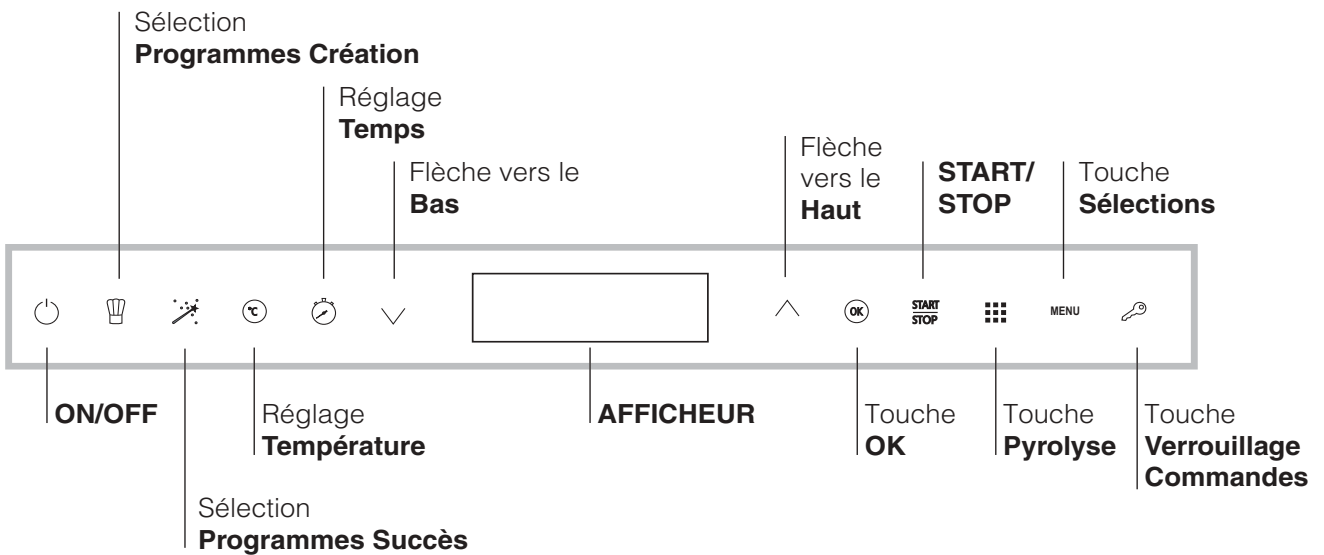 Sélection
Programmes Création
Réglage
Temps
Flèche vers le
Bas
Flèche
vers le
Haut
START/
STOP
Touche
Sélections
°C
OK
START
STOP
MENU
ON/OFF
Réglage
Température
AFFICHEUR
Touche
OK
Touche
Pyrolyse
Touche
Verrouillage
Commandes
Sélection
Programmes Succès